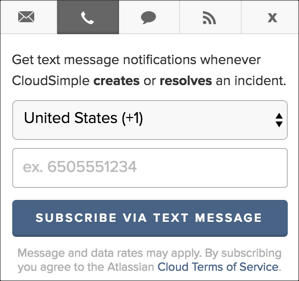 x
Get text message notifications whenever
CloudSimple creates or resolves an incident.
United States (+1)
ex. 6505551234
SUBSCRIBE VIA TEXT MESSAGE
Message and data rates may apply. By subscribing
you agree to the Atlassian Cloud Terms of Service.